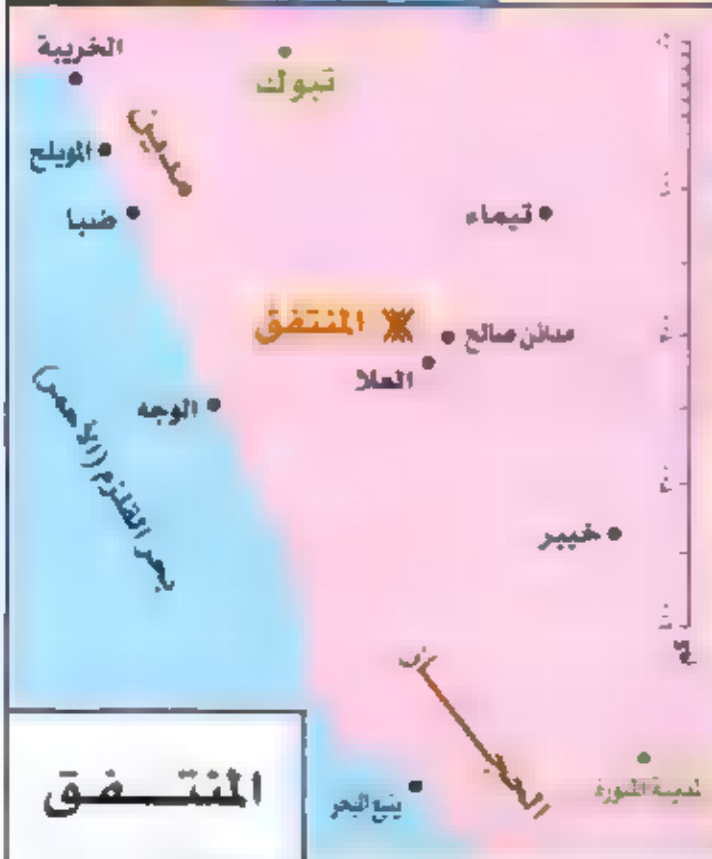 الخريبة
تبوك
مدين
المويلح
ضبا
تيماء
المنتفق
مدائن صالح
العلا
الوجه
بحر القلزم (الأحمر)
خيبر
كم
الحجاز
المدينة المنورة
ينبع البحر
المنتفق